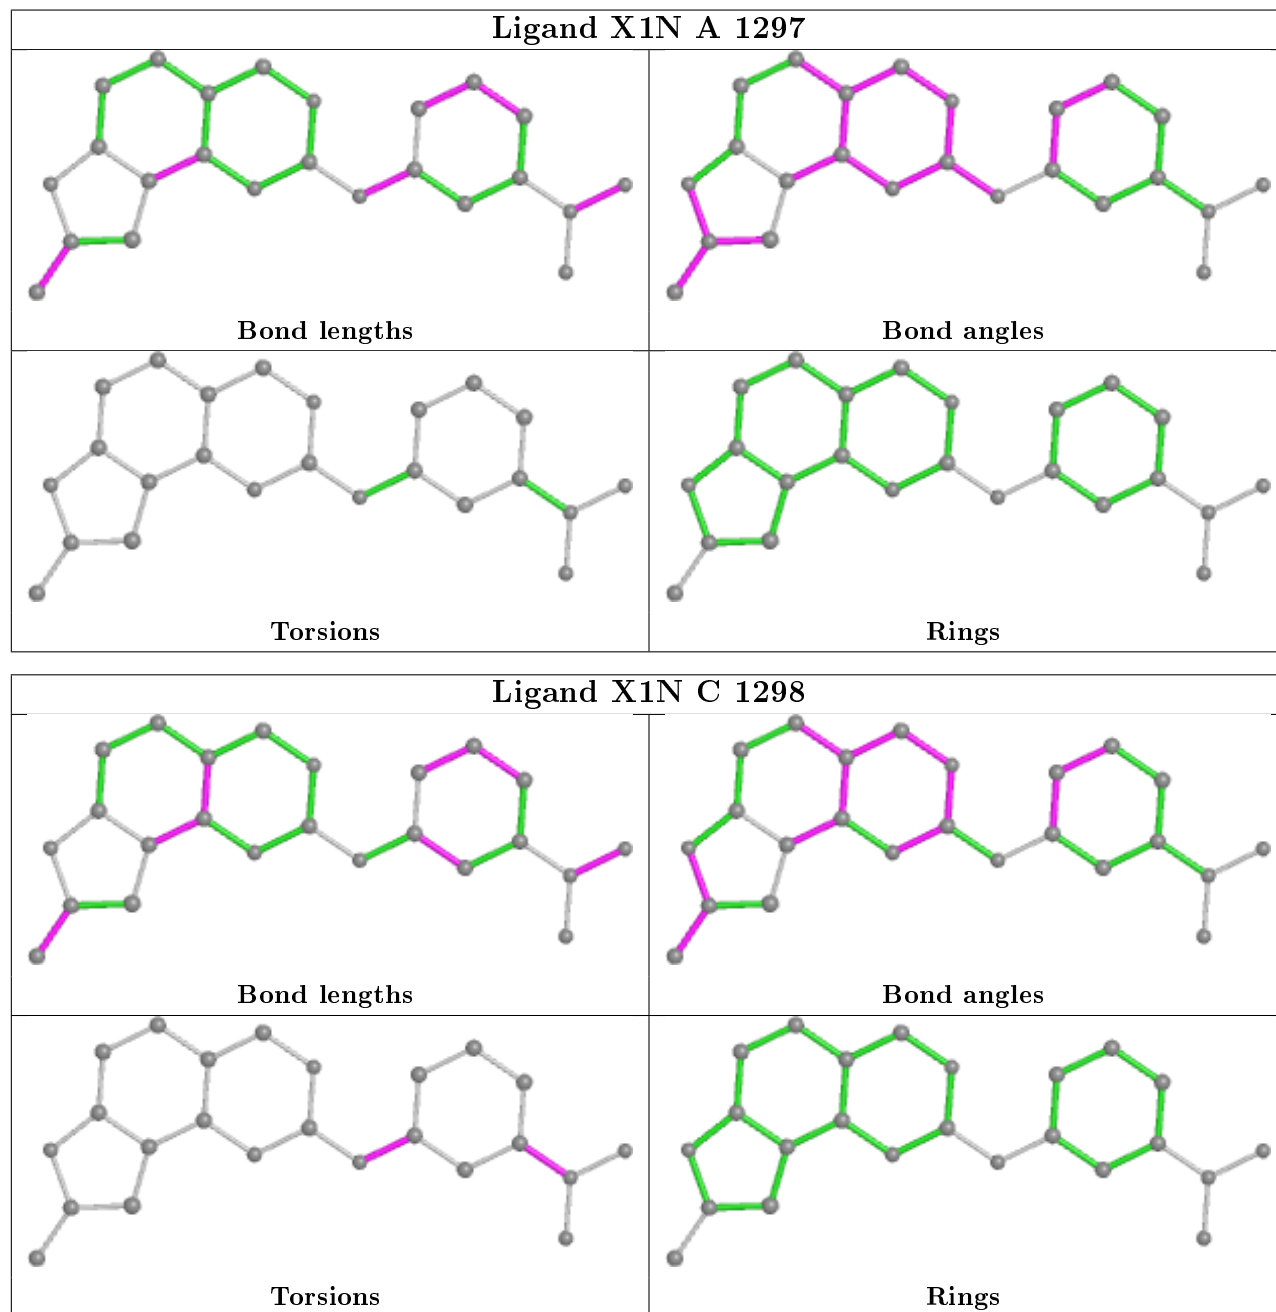 Ligand X1N A 1297
Bond lengths
Bond angles
Torsions
Rings
Ligand X1N C 1298
Bond lengths
Bond angles
Torsions
Rings